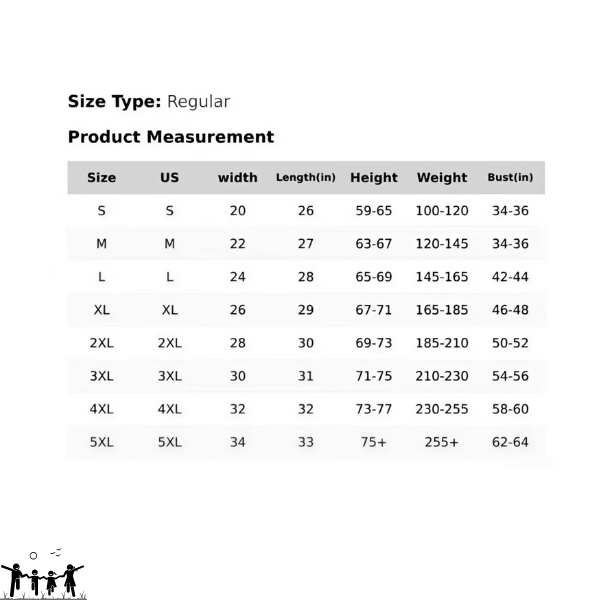 Size Type: Regular
Product Measurement
Size US width Length(in) Height Weight Bust(in)
S S 20 26 59-65 100-120 34-36
M M 22 27 63-67 120-145 34-36
L L 24 28 65-69 145-165 42-44
XL XL 26 29 67-71 165-185 46-48
2XL 2XL 28 30 69-73 185-210 50-52
3XL 3XL 30 31 71-75 210-230 54-56
4XL 4XL 32 32 73-77 230-255 58-60
5XL 5XL 34 33 75+ 255+ 62-64